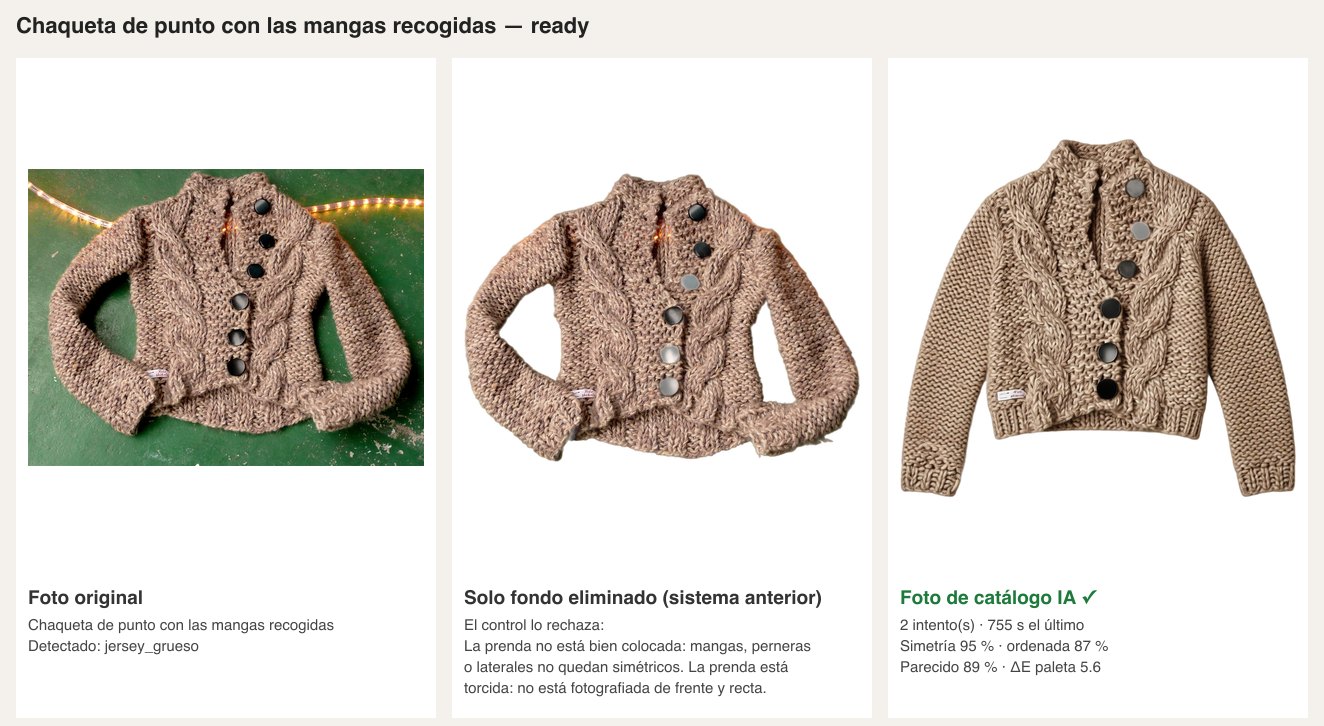 Chaqueta de punto con las mangas recogidas — ready
Foto original
Chaqueta de punto con las mangas recogidas
Detectado: jersey_grueso
Solo fondo eliminado (sistema anterior)
El control lo rechaza:
La prenda no está bien colocada: mangas, perneras
o laterales no quedan simétricos. La prenda está
torcida: no está fotografiada de frente y recta.
Foto de catálogo IA ✓
2 intento(s) · 755 s el último
Simetría 95 % · ordenada 87 %
Parecido 89 % · ΔE paleta 5.6